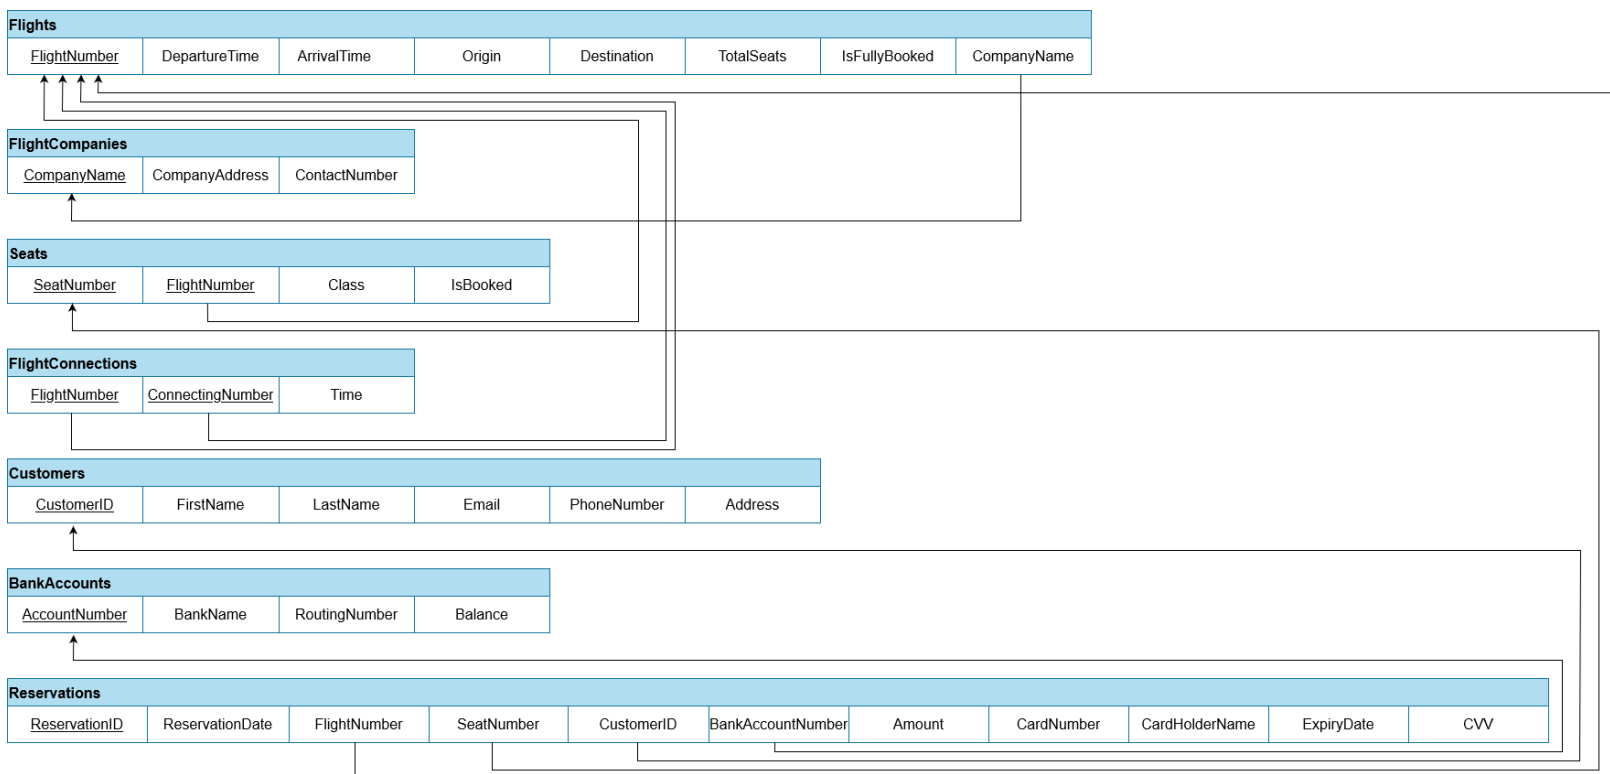 Flights
FlightNumber DepartureTime ArrivalTime Origin Destination TotalSeats IsFullyBooked CompanyName
FlightCompanies
CompanyName CompanyAddress ContactNumber
Seats
SeatNumber FlightNumber Class IsBooked
FlightConnections
FlightNumber ConnectingNumber Time
Customers
CustomerID FirstName LastName Email PhoneNumber Address
BankAccounts
AccountNumber BankName RoutingNumber Balance
Reservations
ReservationID ReservationDate FlightNumber SeatNumber CustomerID BankAccountNumber Amount CardNumber CardHolderName ExpiryDate CVV